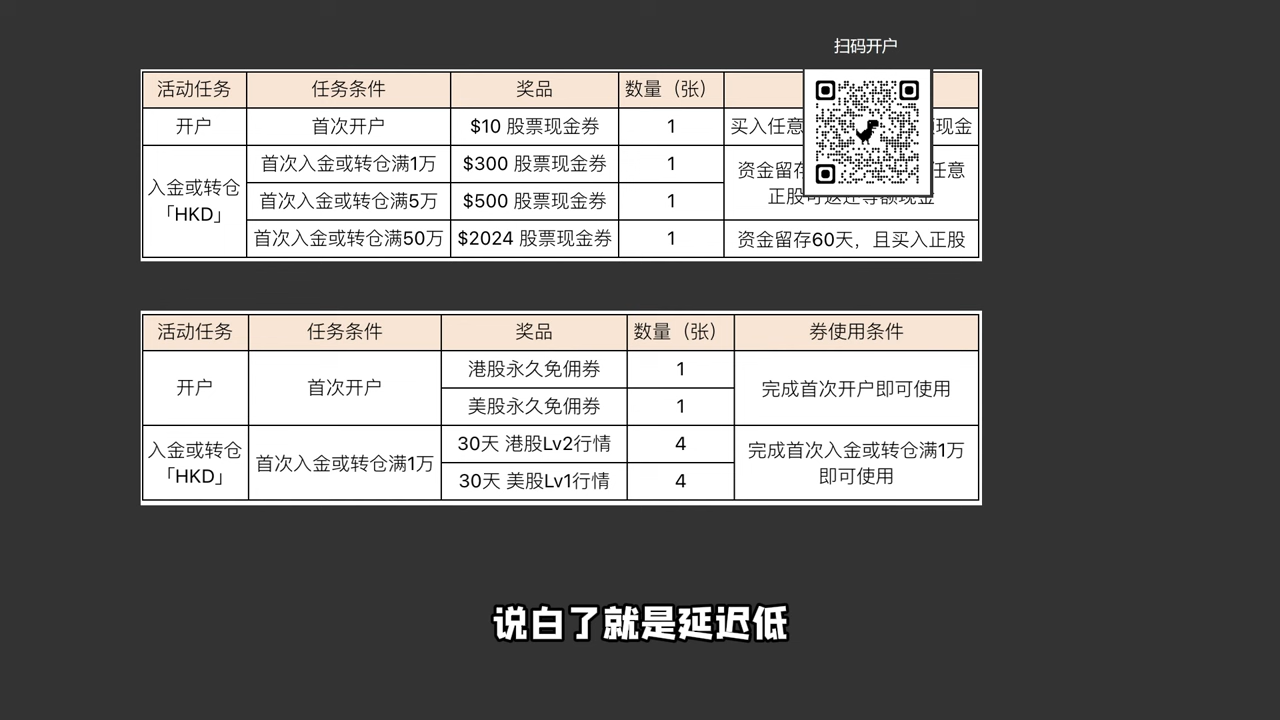 扫码开户
活动任务 任务条件 奖品 数量（张）
开户 首次开户 $10 股票现金券 1 买入任意 现金
入金或转仓「HKD」 首次入金或转仓满1万 $300 股票现金券 1 资金留存 任意
首次入金或转仓满5万 $500 股票现金券 1 正股可返还等额现金
首次入金或转仓满50万 $2024 股票现金券 1 资金留存60天，且买入正股
活动任务 任务条件 奖品 数量（张） 券使用条件
开户 首次开户 港股永久免佣券 1 完成首次开户即可使用
美股永久免佣券 1
入金或转仓「HKD」 首次入金或转仓满1万 30天 港股Lv2行情 4 完成首次入金或转仓满1万
30天 美股Lv1行情 4 即可使用
说白了就是延迟低